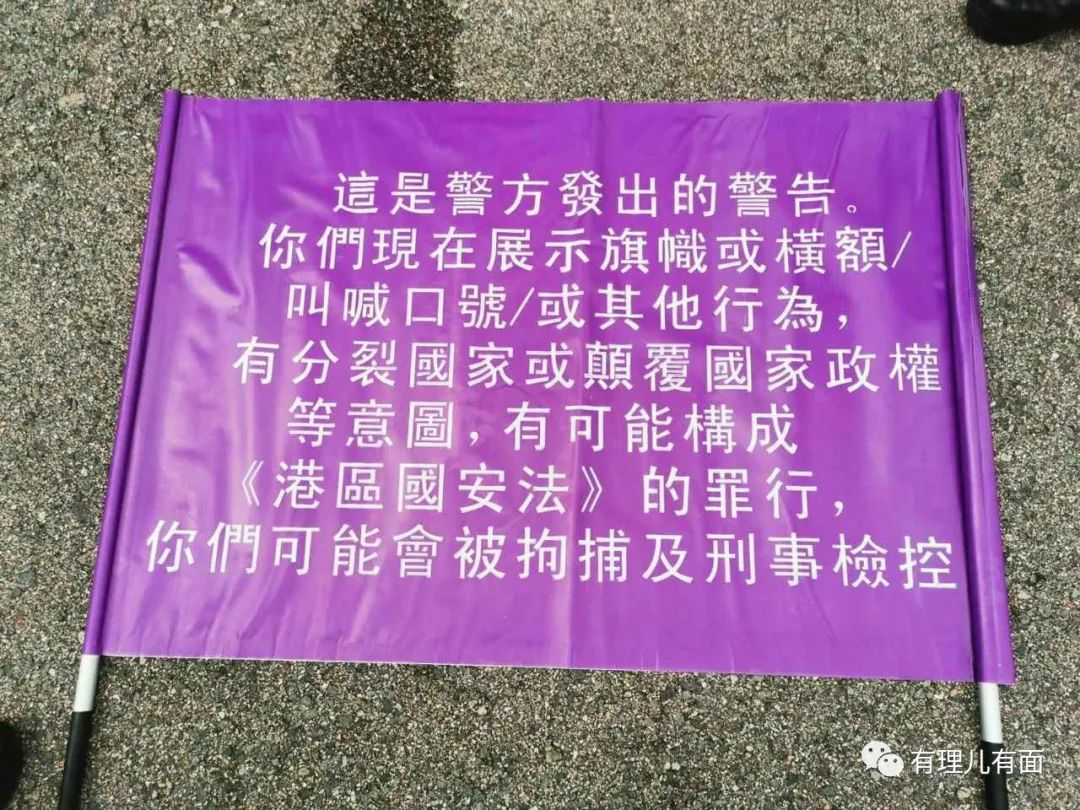 這是警方發出的警告。
你們現在展示旗幟或橫額/
叫喊口號/或其他行為，
有分裂國家或顛覆國家政權
等意圖，有可能構成
《港區國安法》的罪行，
你們可能會被拘捕及刑事檢控
有理儿有面